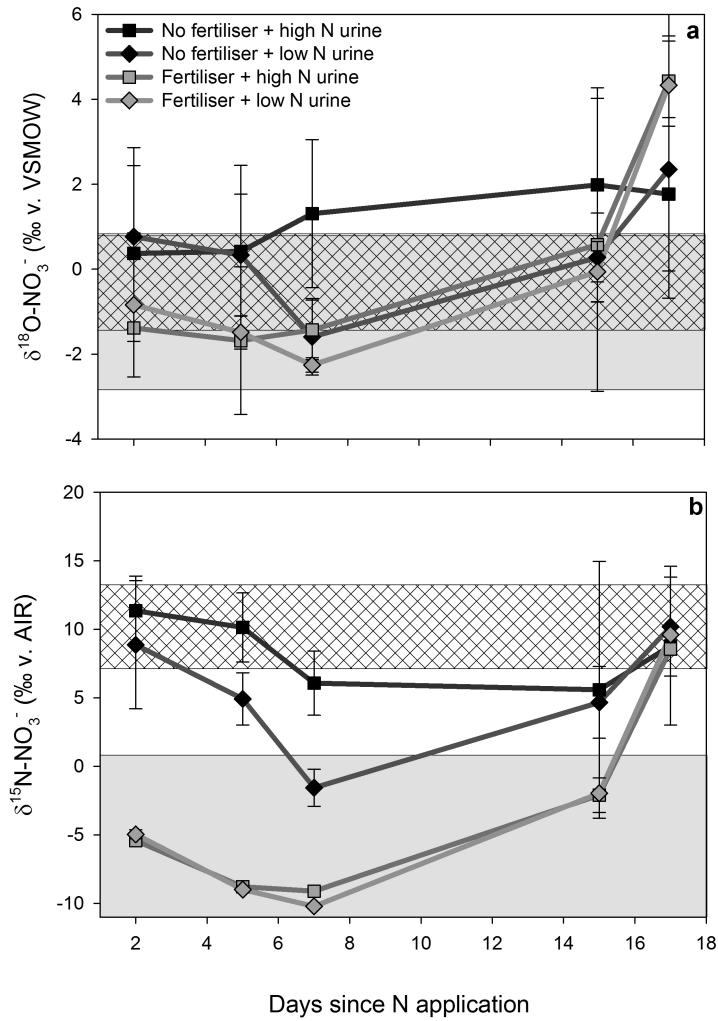 6
a
No fertiliser + high N urine
No fertiliser + low N urine
Fertiliser + high N urine
Fertiliser + low N urine
4
2
0
-2
-4
δ¹⁸O-NO₃⁻ (‰ v. VSMOW)
20
b
15
10
5
0
-5
-10
δ¹⁵N-NO₃⁻ (‰ v. AIR)
2 4 6 8 10 12 14 16 18
Days since N application